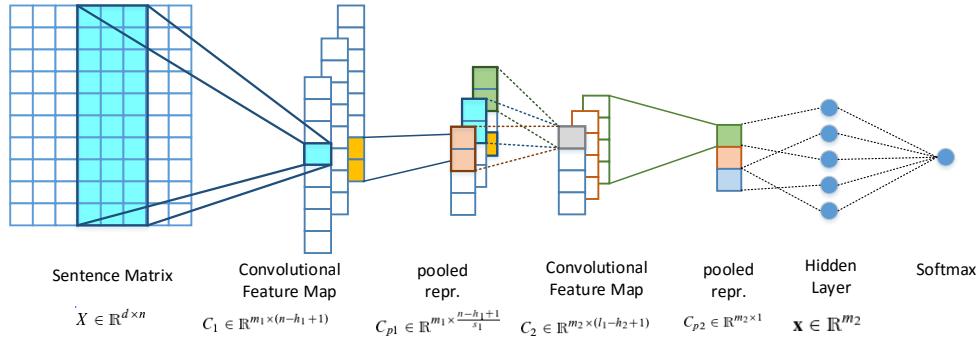 Sentence Matrix
X ∈ ℝ^{d×n}
Convolutional
Feature Map
C_1 ∈ ℝ^{m_1×(n-h_1+1)}
pooled
repr.
C_{p1} ∈ ℝ^{m_1×\frac{n-h_1+1}{s_1}}
Convolutional
Feature Map
C_2 ∈ ℝ^{m_2×(l_1-h_2+1)}
pooled
repr.
C_{p2} ∈ ℝ^{m_2×1}
Hidden
Layer
x ∈ ℝ^{m_2}
Softmax